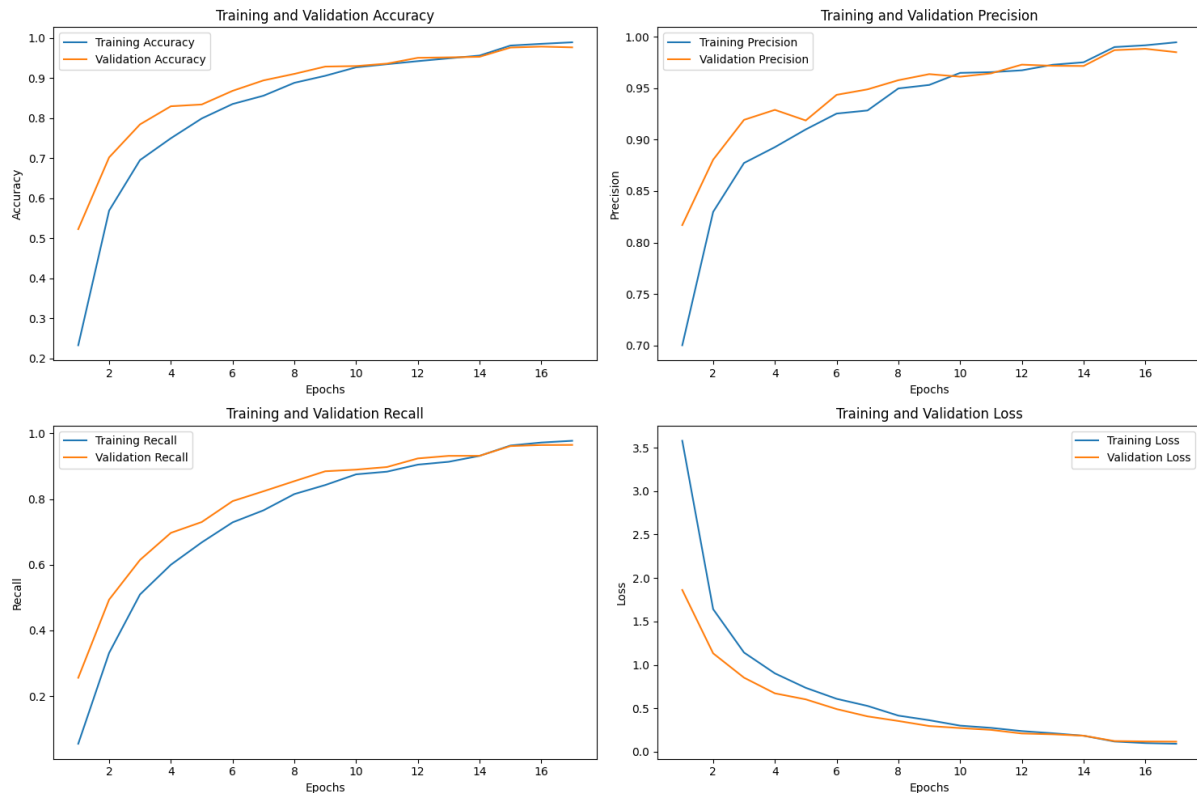 Training and Validation Accuracy
Training Accuracy
Validation Accuracy
1.0
0.9
0.8
0.7
0.6
0.5
0.4
0.3
0.2
Accuracy
2 4 6 8 10 12 14 16
Epochs
Training and Validation Precision
Training Precision
Validation Precision
1.00
0.95
0.90
0.85
0.80
0.75
0.70
Precision
2 4 6 8 10 12 14 16
Epochs
Training and Validation Recall
Training Recall
Validation Recall
1.0
0.8
0.6
0.4
0.2
Recall
2 4 6 8 10 12 14 16
Epochs
Training and Validation Loss
Training Loss
Validation Loss
3.5
3.0
2.5
2.0
1.5
1.0
0.5
0.0
Loss
2 4 6 8 10 12 14 16
Epochs